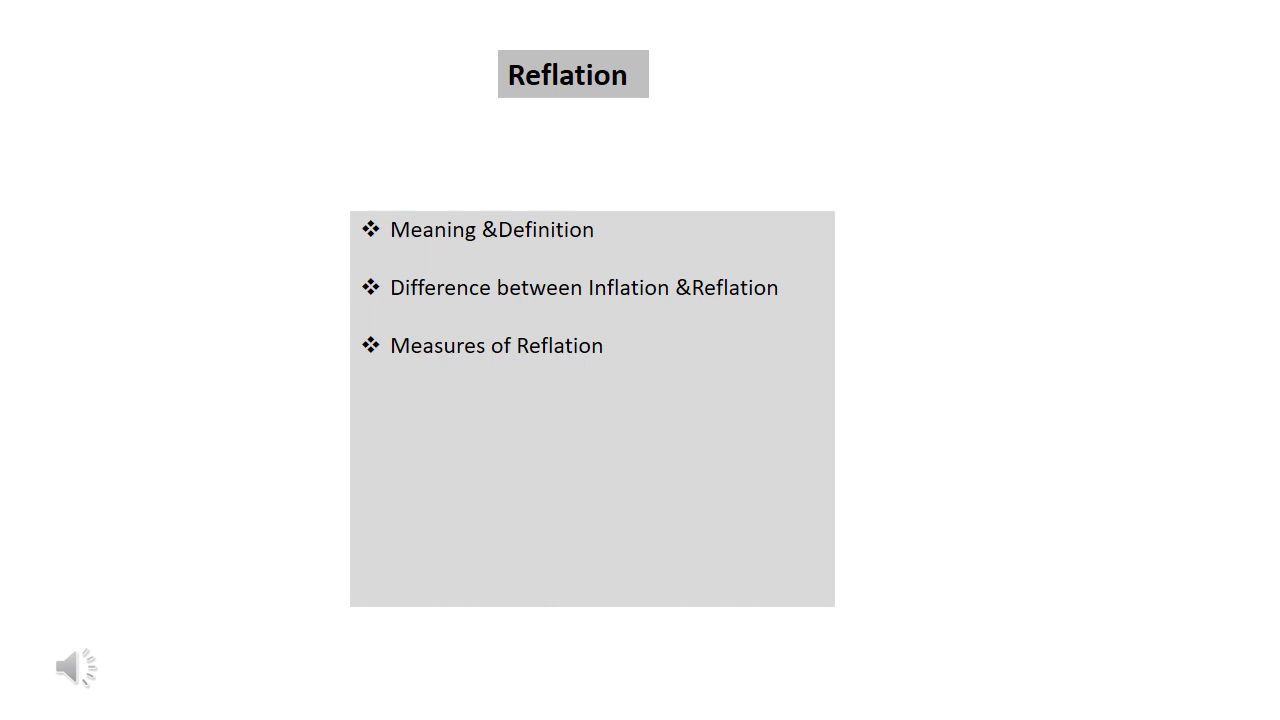 Reflation
❖ Meaning &Definition
❖ Difference between Inflation &Reflation
❖ Measures of Reflation